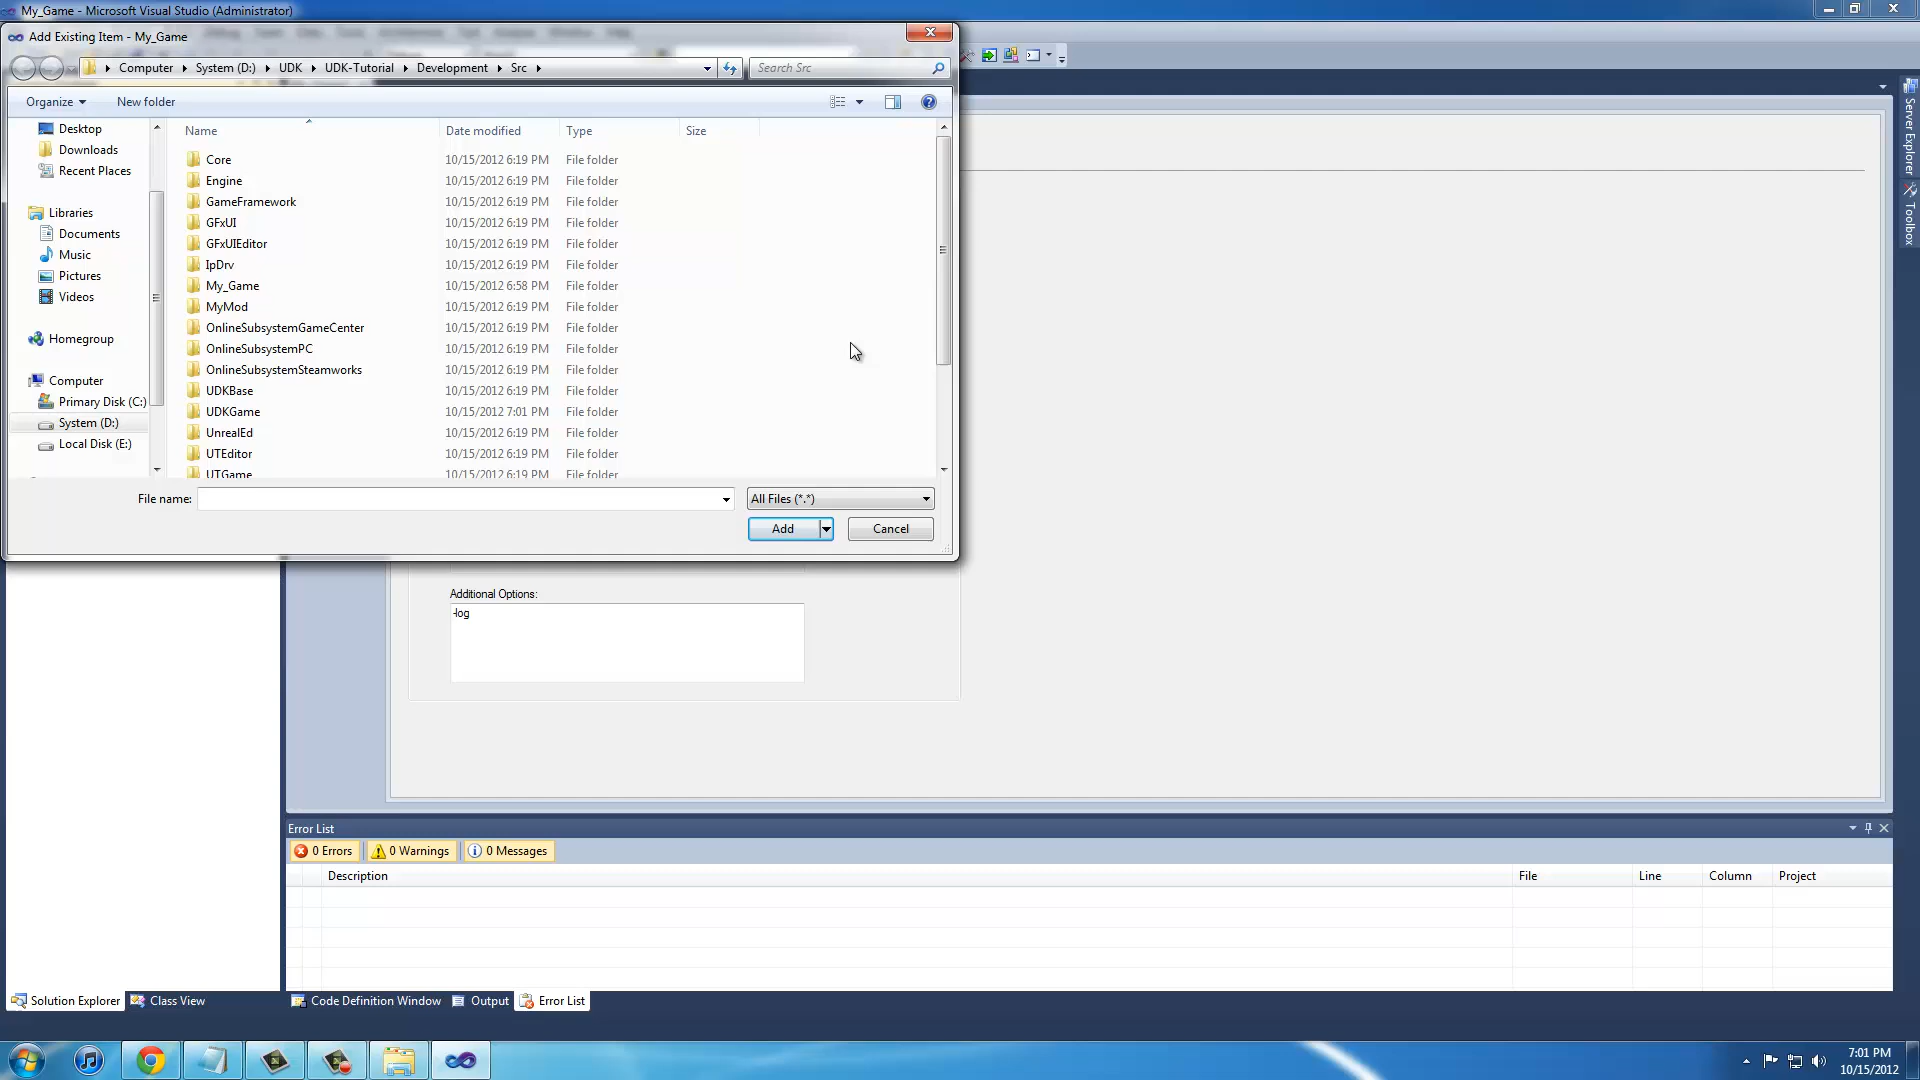 My_Game - Microsoft Visual Studio (Administrator)
Add Existing Item - My_Game
Computer System (D:) UDK UDK-Tutorial Development Src
Search Src
Organize New folder
Desktop
Downloads
Recent Places
Libraries
Documents
Music
Pictures
Videos
Homegroup
Computer
Primary Disk (C:)
System (D:)
Local Disk (E:)
Name Date modified Type Size
Core 10/15/2012 6:19 PM File folder
Engine 10/15/2012 6:19 PM File folder
GameFramework 10/15/2012 6:19 PM File folder
GFxUI 10/15/2012 6:19 PM File folder
GFxUIEditor 10/15/2012 6:19 PM File folder
IpDrv 10/15/2012 6:19 PM File folder
My_Game 10/15/2012 6:58 PM File folder
MyMod 10/15/2012 6:19 PM File folder
OnlineSubsystemGameCenter 10/15/2012 6:19 PM File folder
OnlineSubsystemPC 10/15/2012 6:19 PM File folder
OnlineSubsystemSteamworks 10/15/2012 6:19 PM File folder
UDKBase 10/15/2012 6:19 PM File folder
UDKGame 10/15/2012 7:01 PM File folder
UnrealEd 10/15/2012 6:19 PM File folder
UTEditor 10/15/2012 6:19 PM File folder
UTGame 10/15/2012 6:19 PM File folder
File name: All Files (*.*)
Add Cancel
Server Explorer
Toolbox
Additional Options:
-log
Error List
0 Errors 0 Warnings 0 Messages
Description File Line Column Project
Solution Explorer Class View Code Definition Window Output Error List
7:01 PM
10/15/2012